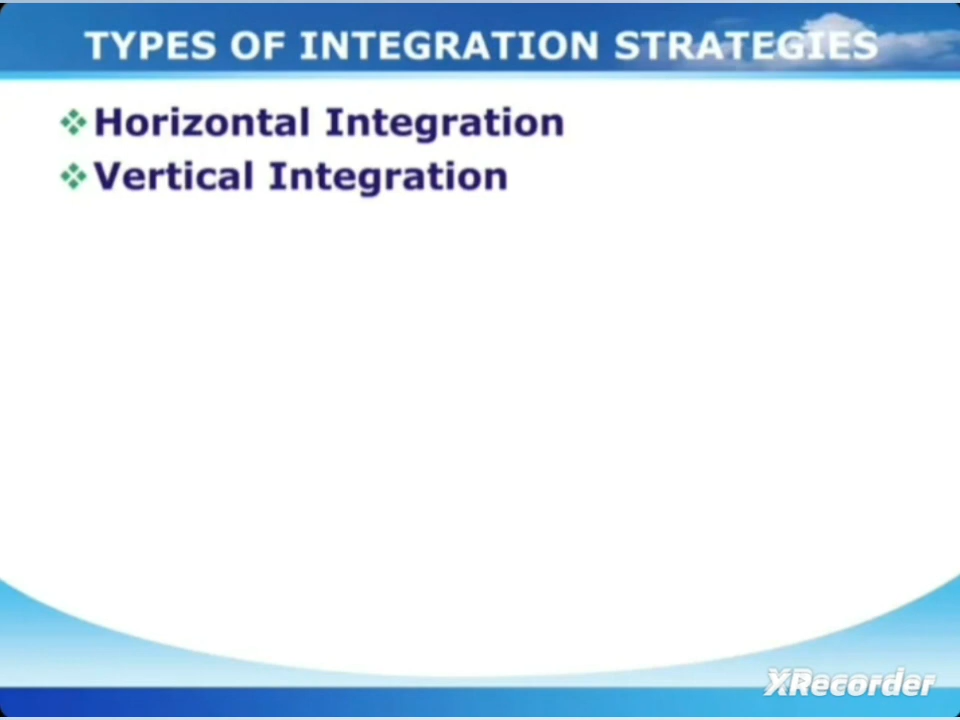 TYPES OF INTEGRATION STRATEGIES
Horizontal Integration
Vertical Integration
XRecorder